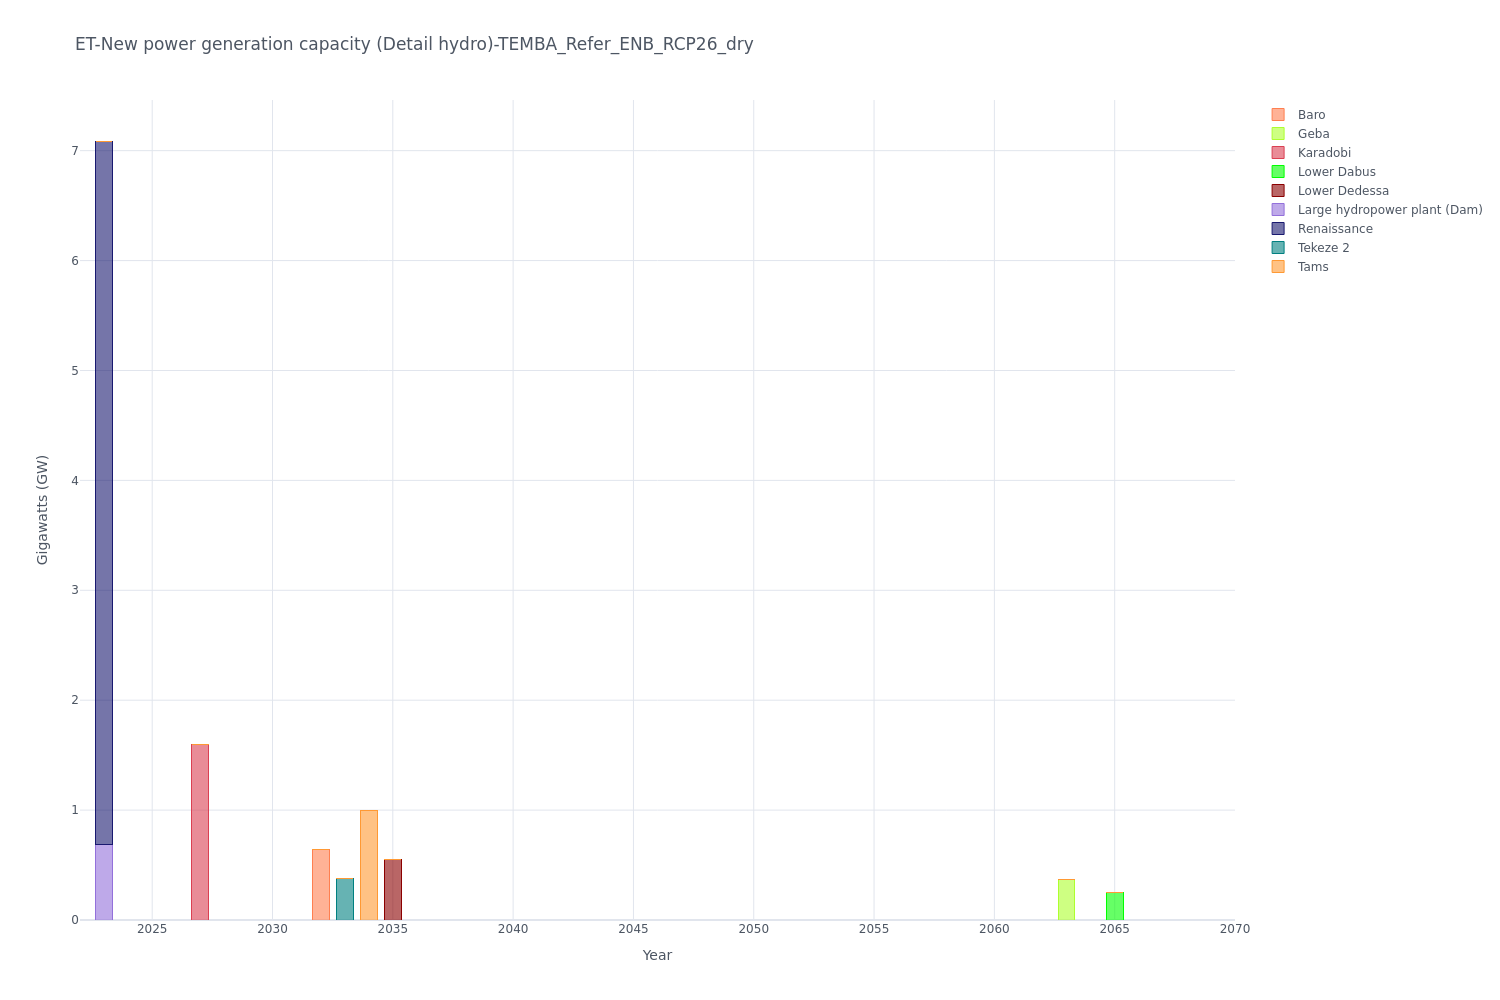 ET-New power generation capacity (Detail hydro)-TEMBA_Refer_ENB_RCP26_dry
Baro
Geba
Karadobi
Lower Dabus
Lower Dedessa
Large hydropower plant (Dam)
Renaissance
Tekeze 2
Tams
7
6
5
4
3
2
1
0
Gigawatts (GW)
2025
2030
2035
2040
2045
2050
2055
2060
2065
2070
Year